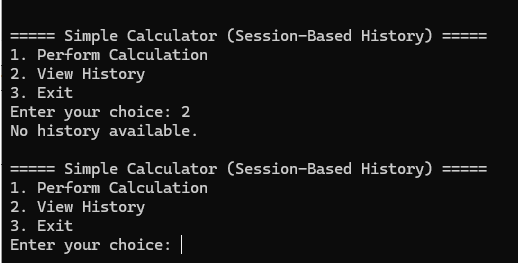 ===== Simple Calculator (Session-Based History) =====
1. Perform Calculation
2. View History
3. Exit
Enter your choice: 2
No history available.
===== Simple Calculator (Session-Based History) =====
1. Perform Calculation
2. View History
3. Exit
Enter your choice: